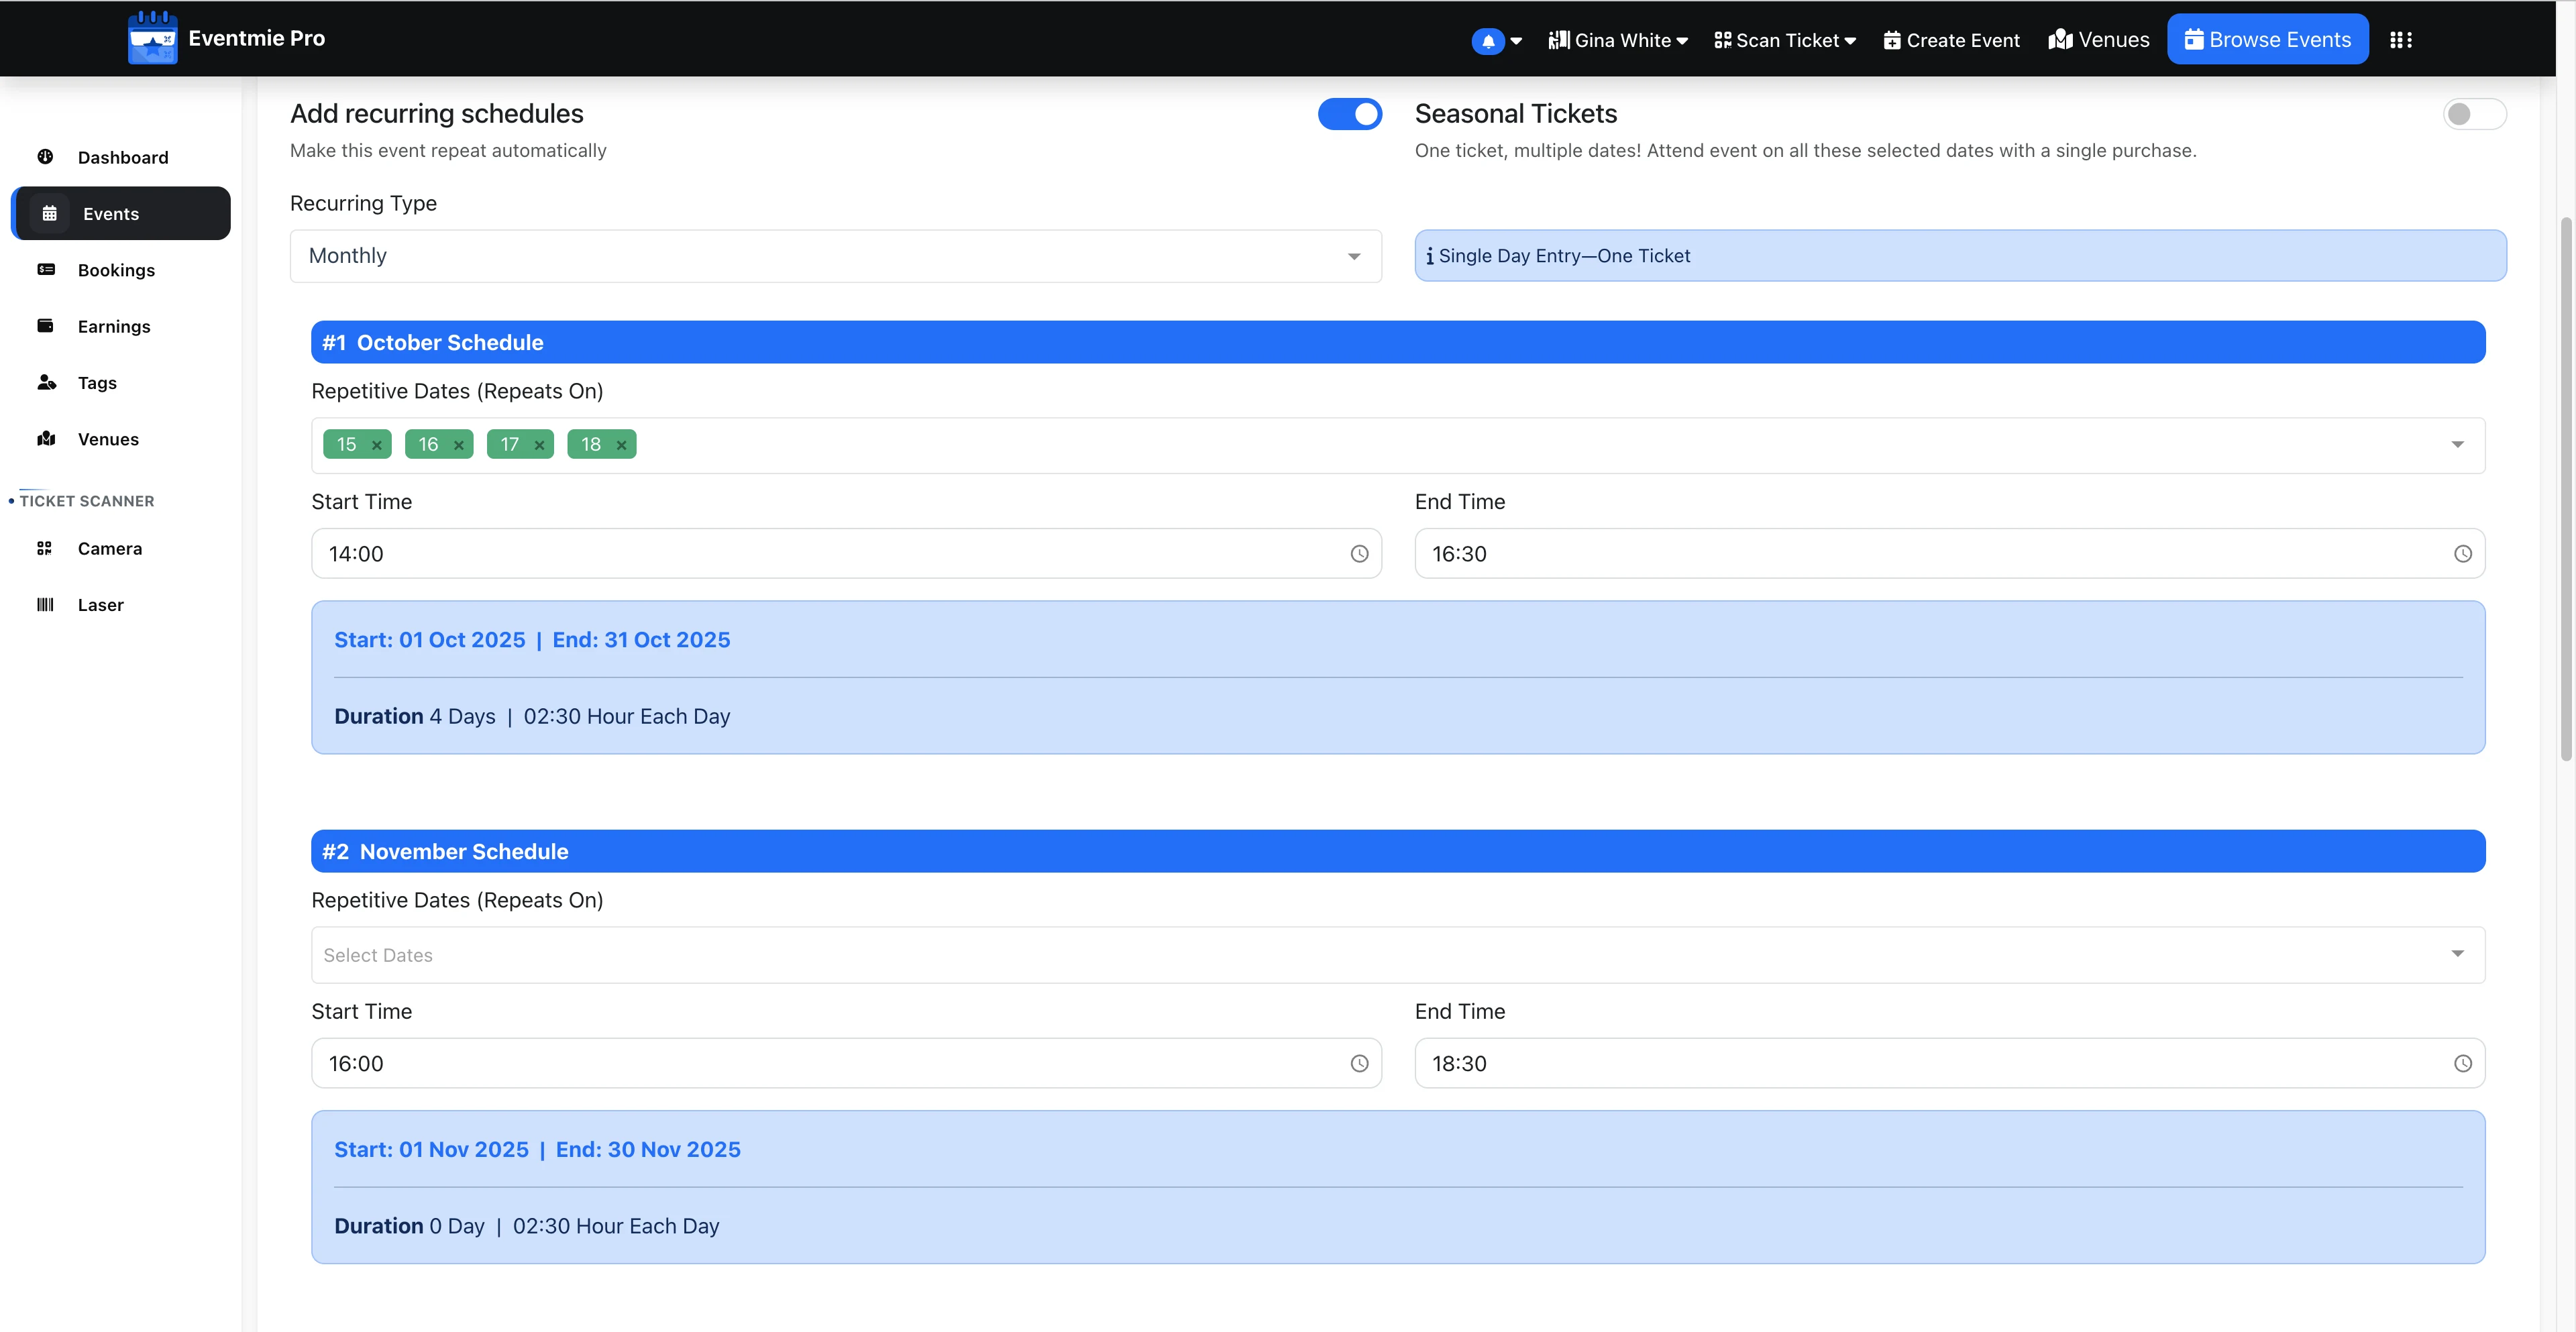 Eventmie Pro
Gina White
Scan Ticket
Create Event
Venues
Browse Events
Dashboard
Events
Bookings
Earnings
Tags
Venues
TICKET SCANNER
Camera
Laser
Add recurring schedules
Make this event repeat automatically
Seasonal Tickets
One ticket, multiple dates! Attend event on all these selected dates with a single purchase.
Recurring Type
Monthly
Single Day Entry—One Ticket
#1 October Schedule
Repetitive Dates (Repeats On)
15 × 16 × 17 × 18 ×
Start Time
14:00
End Time
16:30
Start: 01 Oct 2025 | End: 31 Oct 2025
Duration 4 Days | 02:30 Hour Each Day
#2 November Schedule
Repetitive Dates (Repeats On)
Select Dates
Start Time
16:00
End Time
18:30
Start: 01 Nov 2025 | End: 30 Nov 2025
Duration 0 Day | 02:30 Hour Each Day